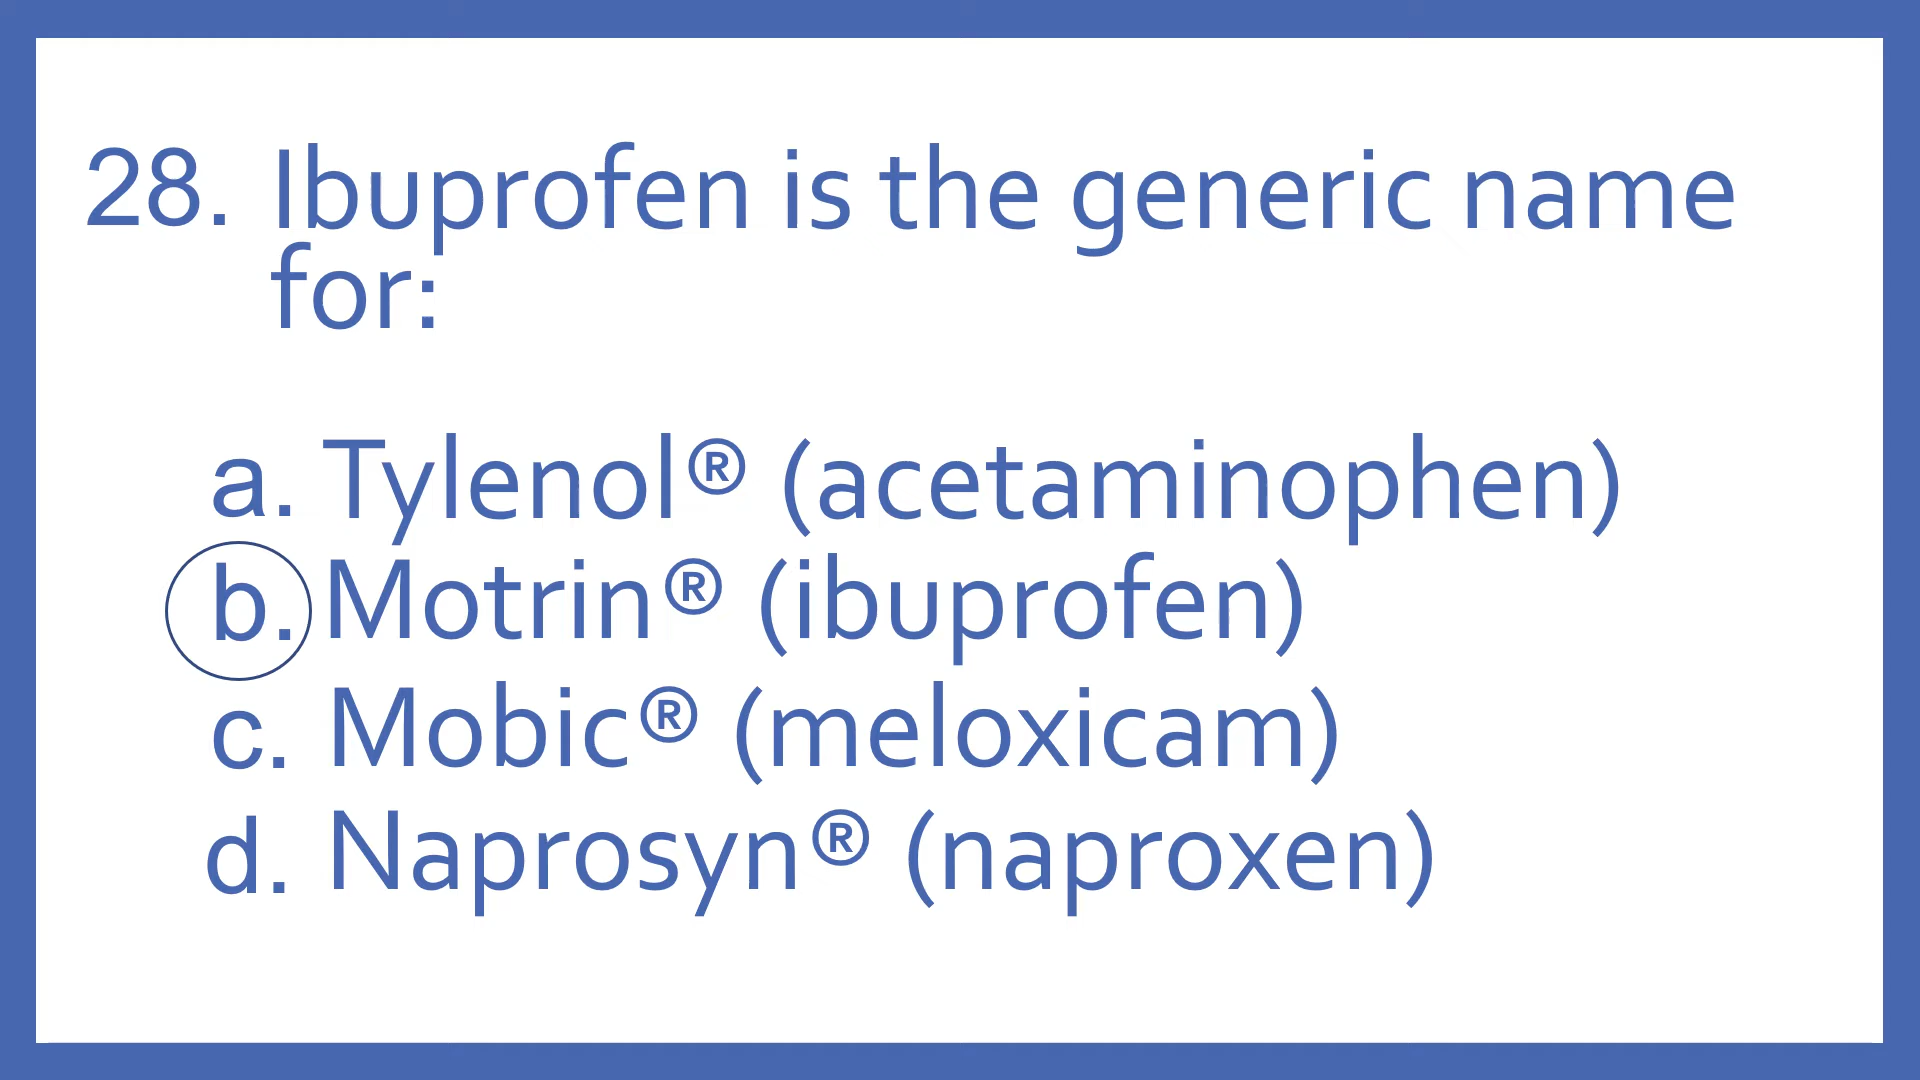 28. Ibuprofen is the generic name
for:
a. Tylenol® (acetaminophen)
b. Motrin® (ibuprofen)
c. Mobic® (meloxicam)
d. Naprosyn® (naproxen)